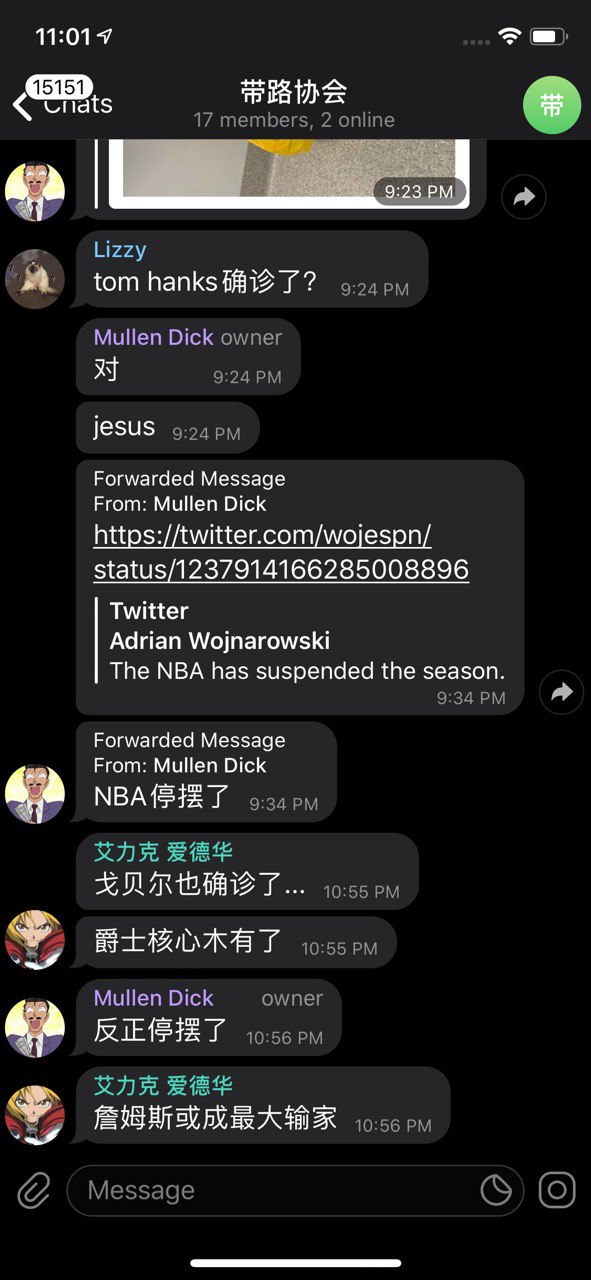 11:01
15151
Chats
带路协会
17 members, 2 online
带
9:23 PM
Lizzy
tom hanks确诊了?
9:24 PM
Mullen Dick owner
对
9:24 PM
jesus
9:24 PM
Forwarded Message
From: Mullen Dick
https://twitter.com/wojespn/
status/1237914166285008896
Twitter
Adrian Wojnarowski
The NBA has suspended the season.
9:34 PM
Forwarded Message
From: Mullen Dick
NBA停摆了
9:34 PM
艾力克 爱德华
戈贝尔也确诊了...
10:55 PM
爵士核心木有了
10:55 PM
Mullen Dick owner
反正停摆了
10:56 PM
艾力克 爱德华
詹姆斯或成最大输家
10:56 PM
Message